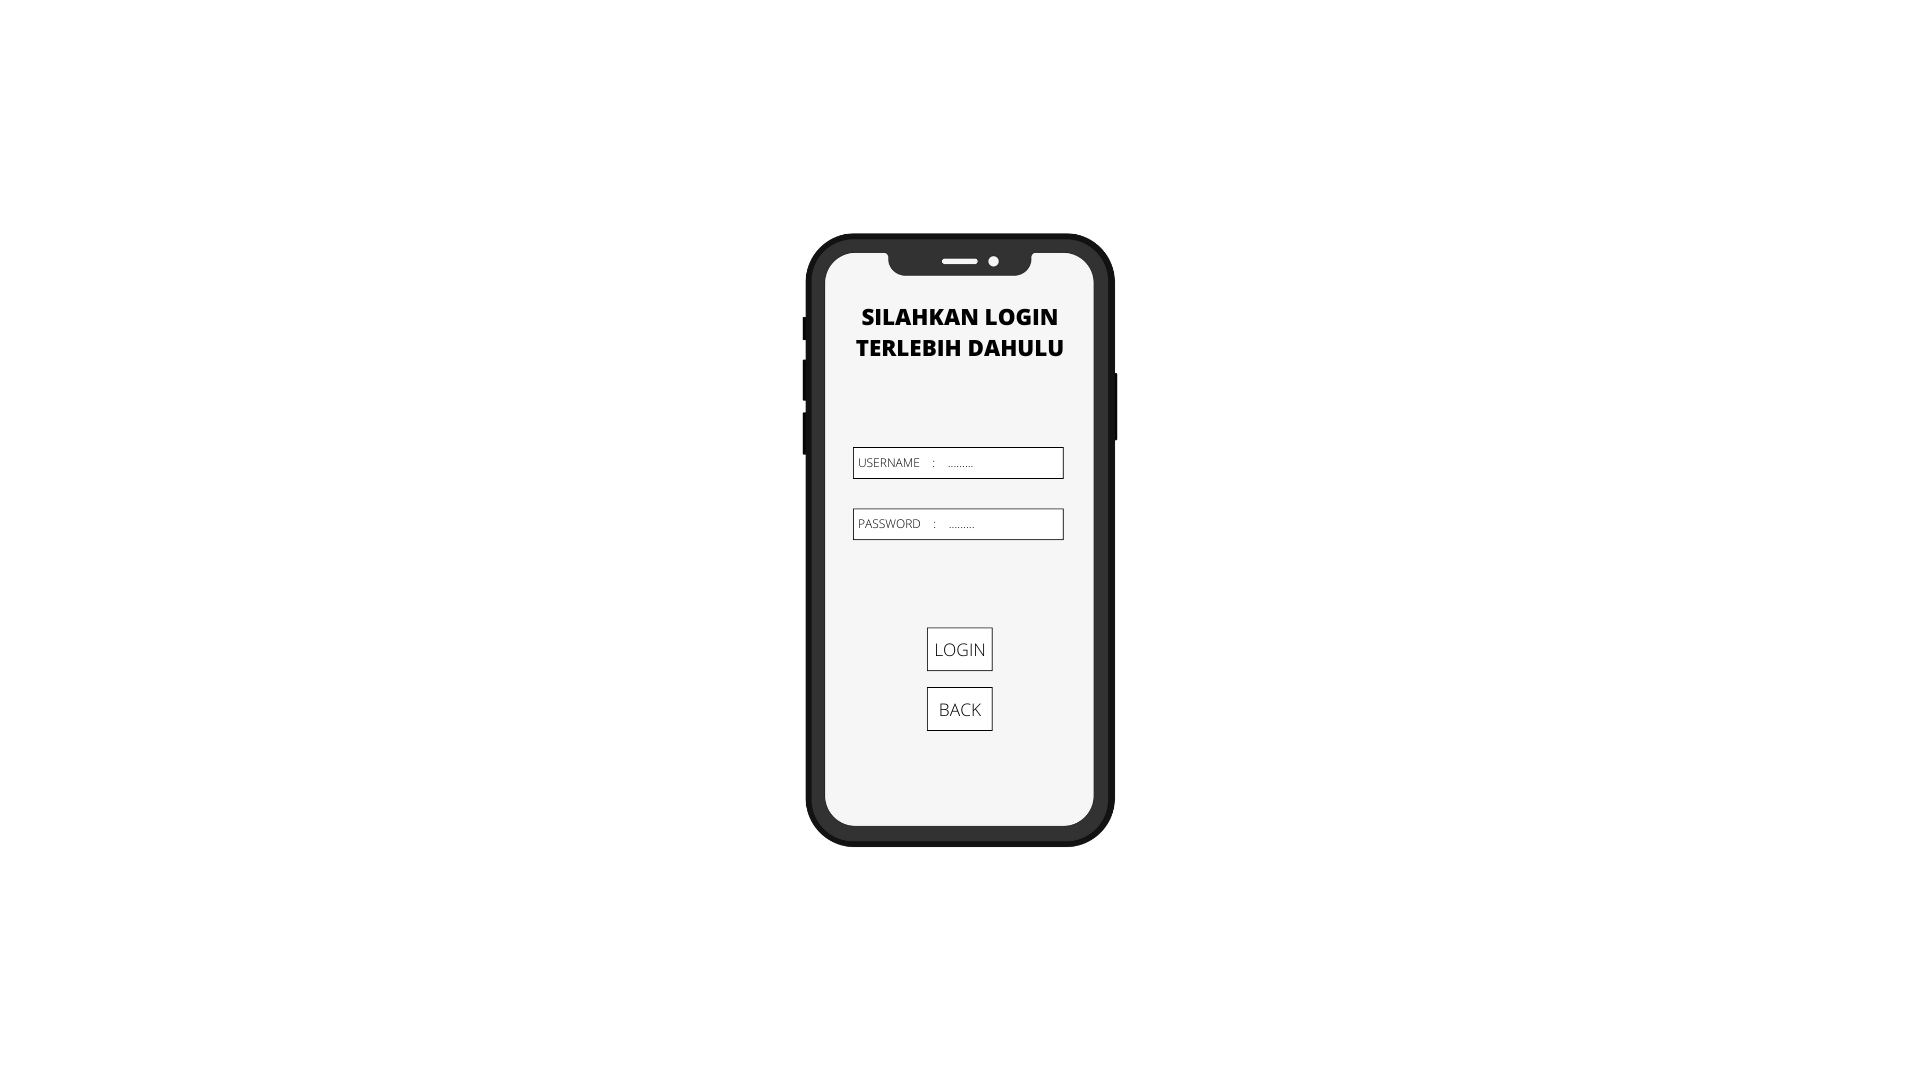 SILAHKAN LOGIN
TERLEBIH DAHULU
USERNAME : .........
PASSWORD : .........
LOGIN
BACK